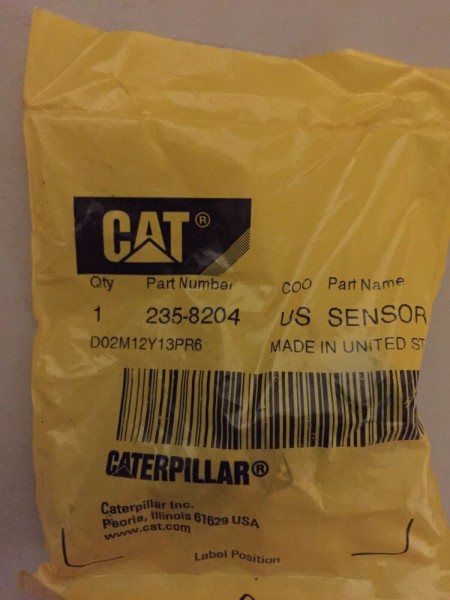 CAT®
Qty Part Number COO Part Name
1 235-8204 US SENSOR
D02M12Y13PR6 MADE IN UNITED ST
CATERPILLAR®
Caterpillar Inc.
Peoria, Illinois 61629 USA
www.cat.com
Label Position